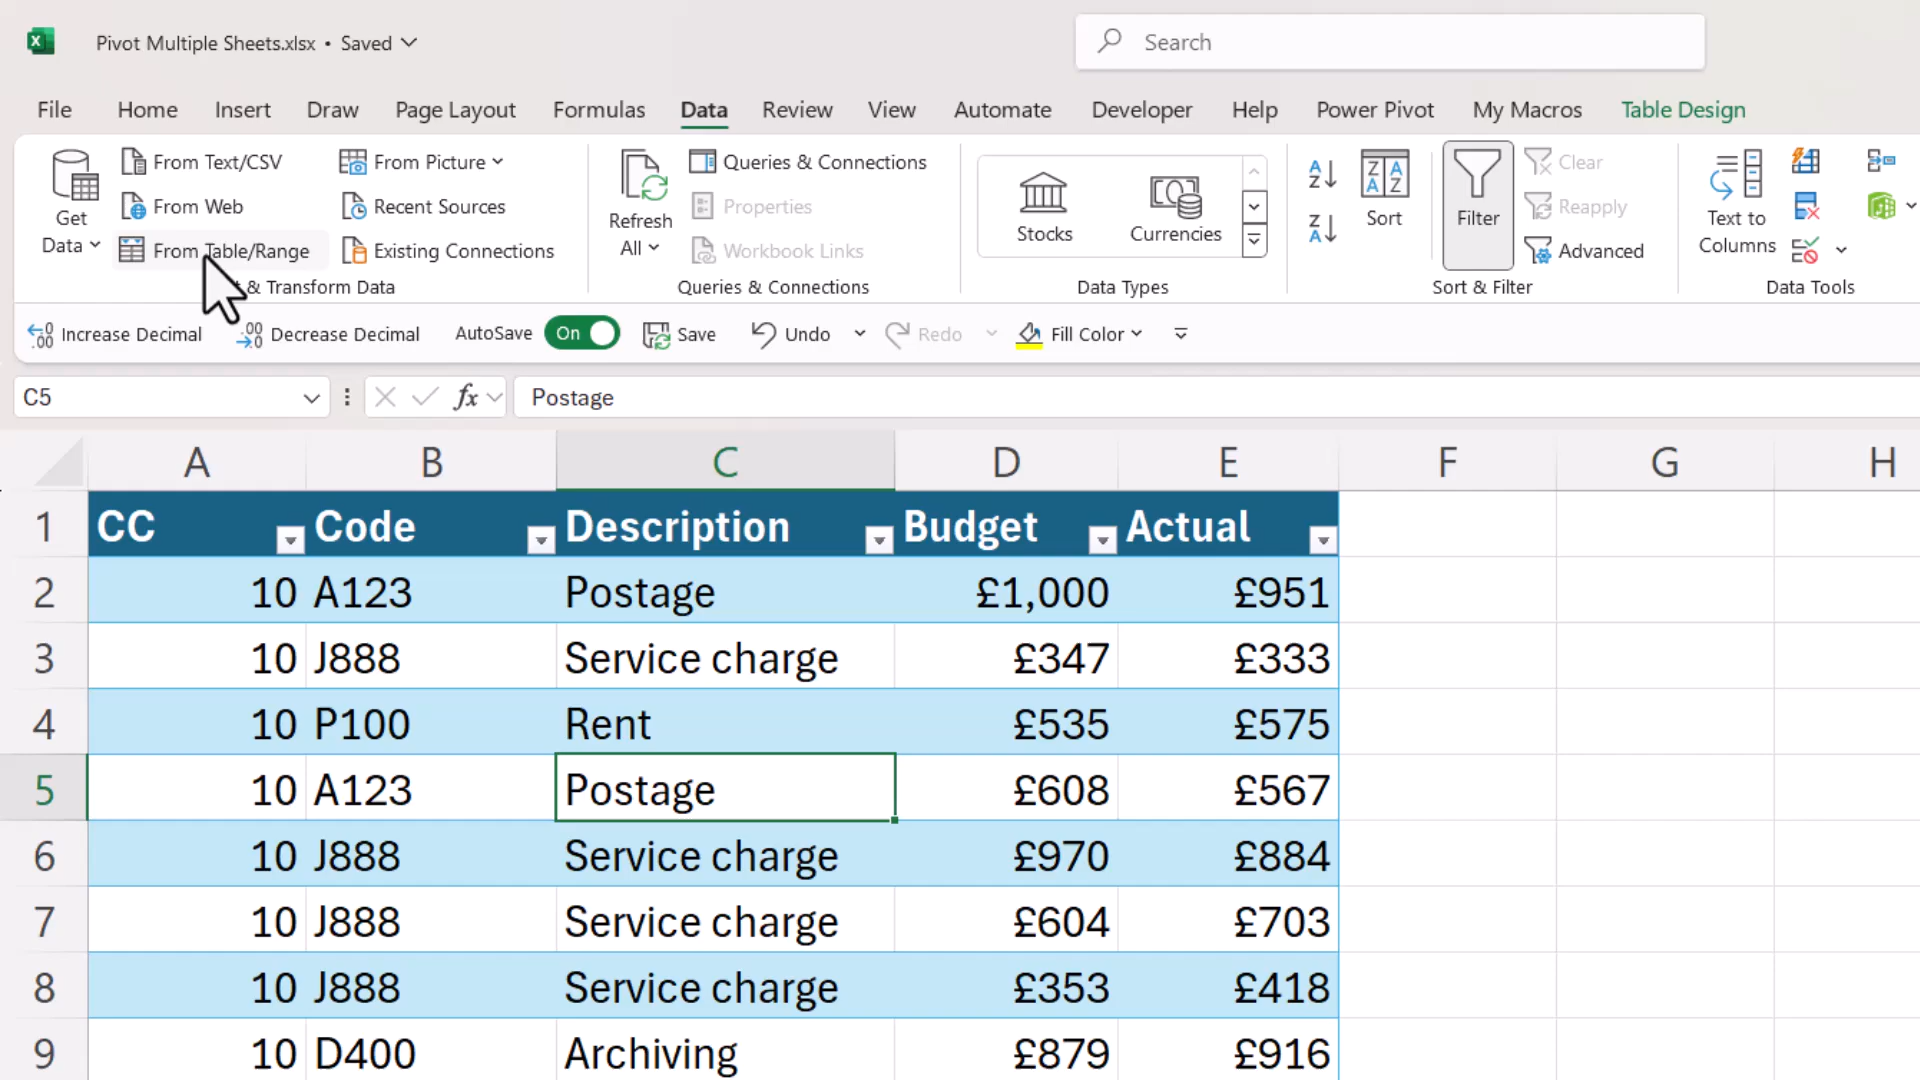 Pivot Multiple Sheets.xlsx • Saved
Search
File Home Insert Draw Page Layout Formulas Data Review View Automate Developer Help Power Pivot My Macros Table Design
Get Data
From Text/CSV
From Web
From Table/Range
From Picture
Recent Sources
Existing Connections
& Transform Data
Refresh All
Queries & Connections
Properties
Workbook Links
Queries & Connections
Stocks
Currencies
Data Types
Sort
Filter
Clear
Reapply
Advanced
Sort & Filter
Text to Columns
Data Tools
Increase Decimal Decrease Decimal AutoSave On Save Undo Redo Fill Color
C5 fx Postage
A B C D E F G H
1 CC Code Description Budget Actual
2 10 A123 Postage £1,000 £951
3 10 J888 Service charge £347 £333
4 10 P100 Rent £535 £575
5 10 A123 Postage £608 £567
6 10 J888 Service charge £970 £884
7 10 J888 Service charge £604 £703
8 10 J888 Service charge £353 £418
9 10 D400 Archiving £879 £916